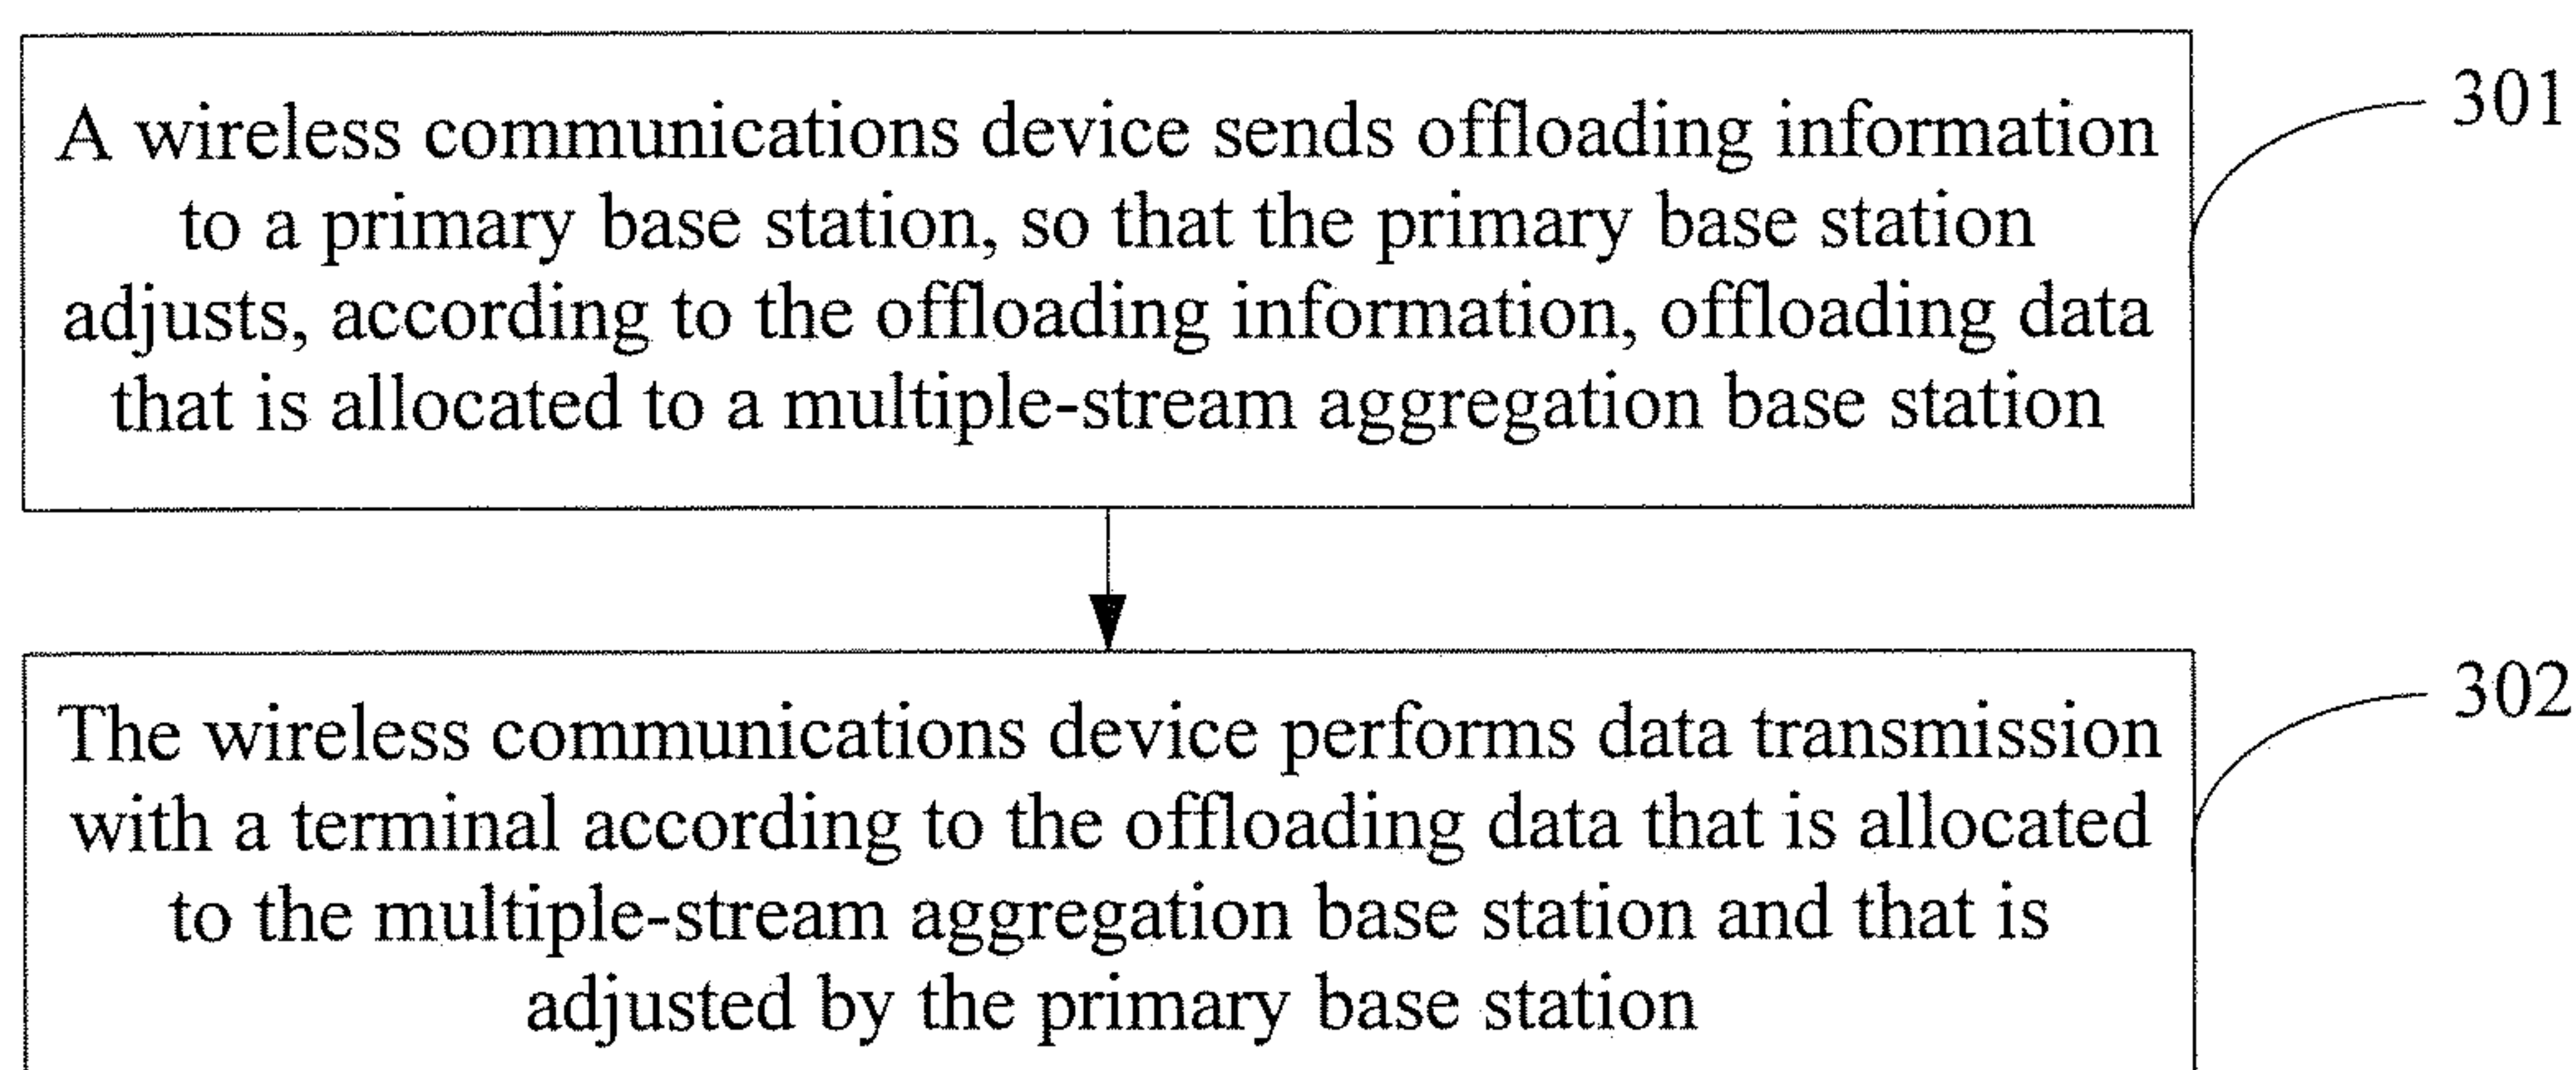 A wireless communications device sends offloading information
to a primary base station, so that the primary base station
adjusts, according to the offloading information, offloading data
that is allocated to a multiple-stream aggregation base station
301
The wireless communications device performs data transmission
with a terminal according to the offloading data that is allocated
to the multiple-stream aggregation base station and that is
adjusted by the primary base station
302